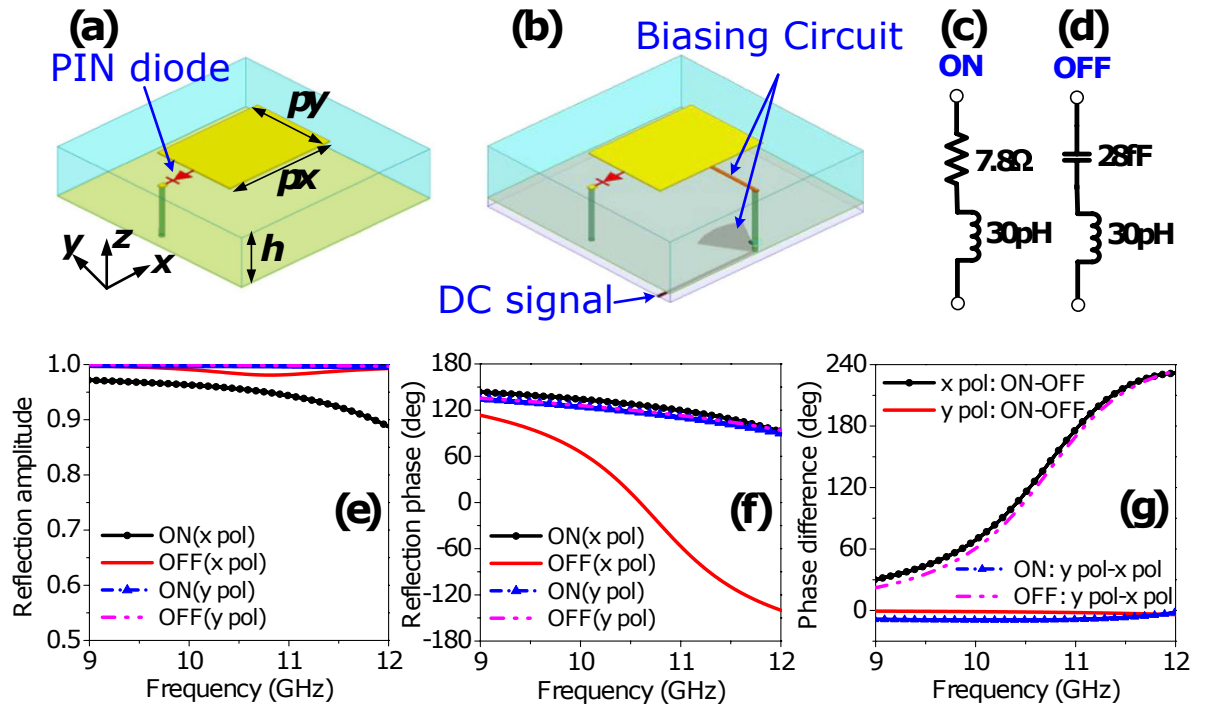 (a)
(b)
(c)
(d)
PIN diode
py
px
h
y
z
x
Biasing Circuit
DC signal
ON
OFF
7.8Ω
28fF
30pH
30pH
1.0
0.9
0.8
0.7
0.6
0.5
Reflection amplitude
ON(x pol)
OFF(x pol)
ON(y pol)
OFF(y pol)
(e)
9
10
11
12
Frequency (GHz)
180
120
60
0
-60
-120
-180
Reflection phase (deg)
ON(x pol)
OFF(x pol)
ON(y pol)
OFF(y pol)
(f)
9
10
11
12
Frequency (GHz)
240
180
120
60
0
Phase difference (deg)
x pol: ON-OFF
y pol: ON-OFF
(g)
ON: y pol-x pol
OFF: y pol-x pol
9
10
11
12
Frequency (GHz)